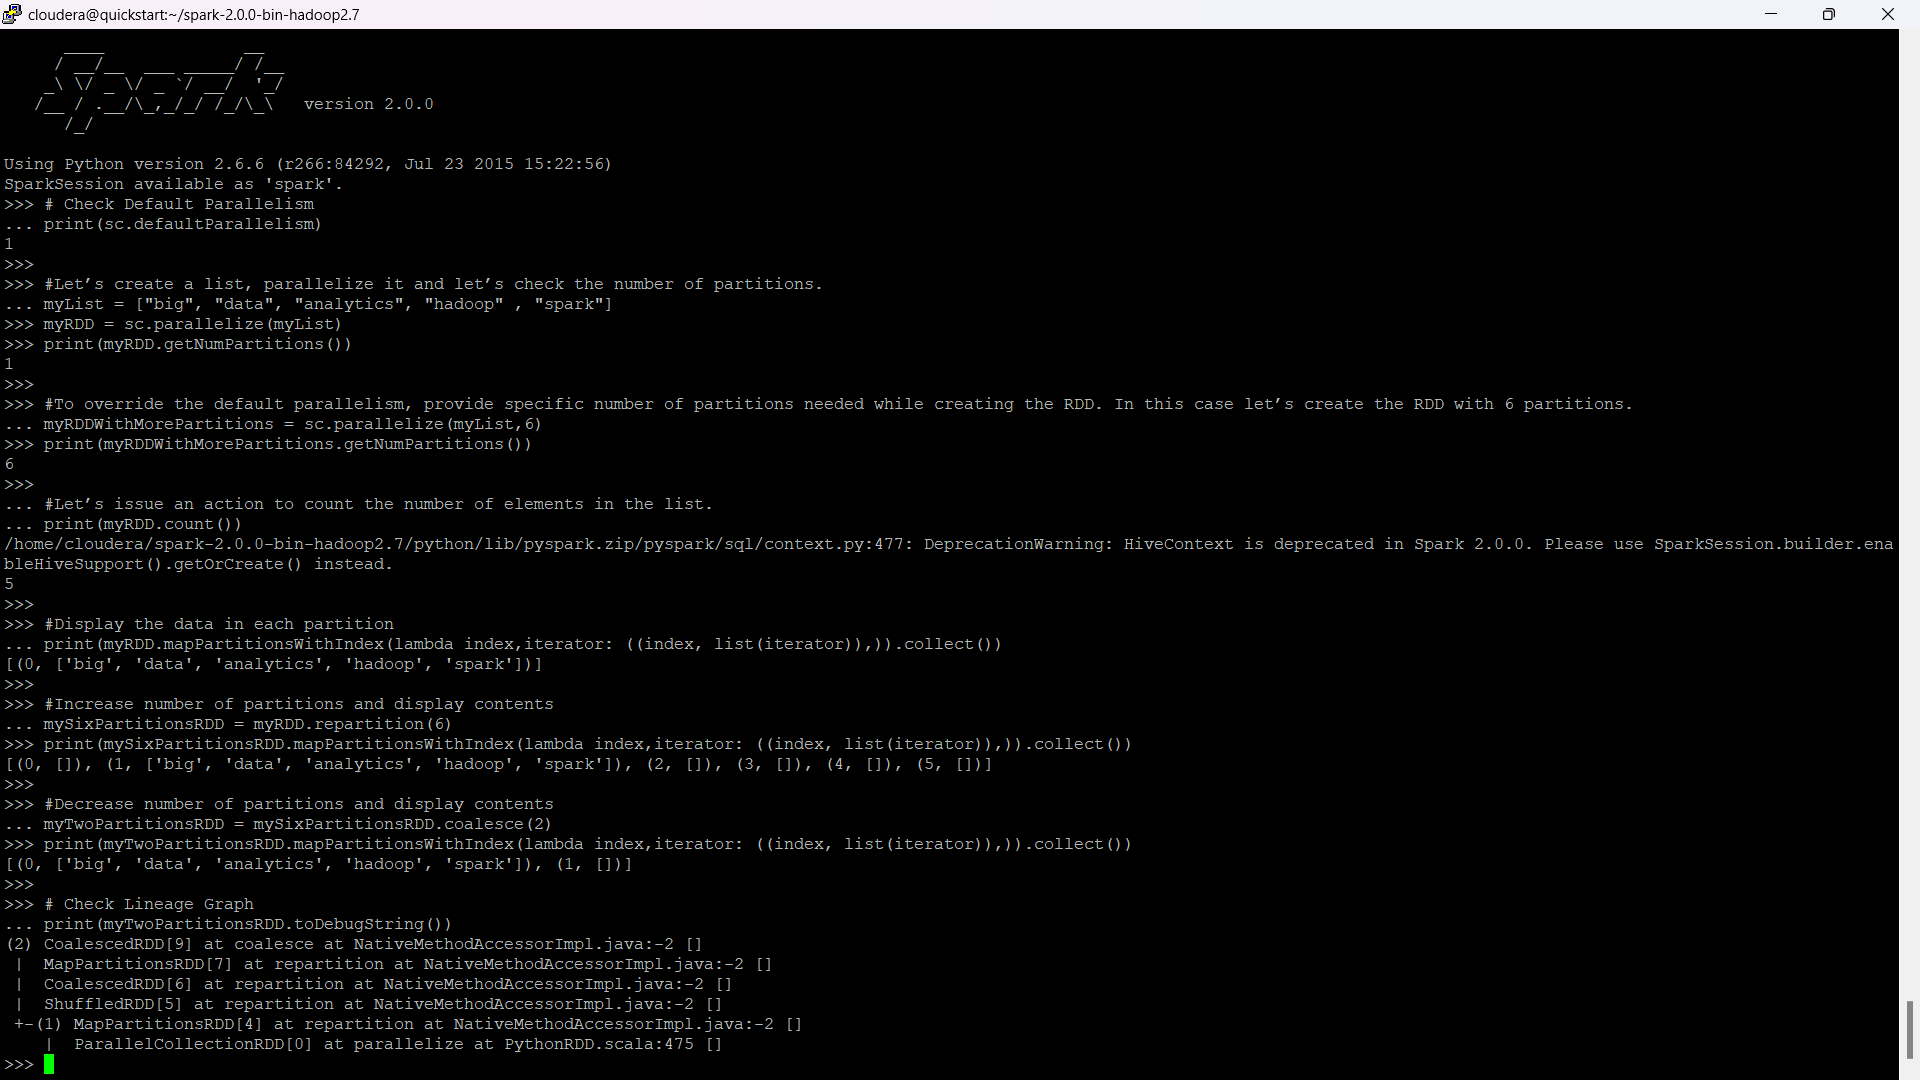 cloudera@quickstart:~/spark-2.0.0-bin-hadoop2.7
Spark version 2.0.0
Using Python version 2.6.6 (r266:84292, Jul 23 2015 15:22:56)
SparkSession available as 'spark'.
>>> # Check Default Parallelism
... print(sc.defaultParallelism)
1
>>>
>>> #Let’s create a list, parallelize it and let’s check the number of partitions.
... myList = ["big", "data", "analytics", "hadoop" , "spark"]
>>> myRDD = sc.parallelize(myList)
>>> print(myRDD.getNumPartitions())
1
>>>
>>> #To override the default parallelism, provide specific number of partitions needed while creating the RDD. In this case let’s create the RDD with 6 partitions.
... myRDDWithMorePartitions = sc.parallelize(myList,6)
>>> print(myRDDWithMorePartitions.getNumPartitions())
6
>>>
... #Let’s issue an action to count the number of elements in the list.
... print(myRDD.count())
/home/cloudera/spark-2.0.0-bin-hadoop2.7/python/lib/pyspark.zip/pyspark/sql/context.py:477: DeprecationWarning: HiveContext is deprecated in Spark 2.0.0. Please use SparkSession.builder.ena
bleHiveSupport().getOrCreate() instead.
5
>>>
>>> #Display the data in each partition
... print(myRDD.mapPartitionsWithIndex(lambda index,iterator: ((index, list(iterator)),)).collect())
[(0, ['big', 'data', 'analytics', 'hadoop', 'spark'])]
>>>
>>> #Increase number of partitions and display contents
... mySixPartitionsRDD = myRDD.repartition(6)
>>> print(mySixPartitionsRDD.mapPartitionsWithIndex(lambda index,iterator: ((index, list(iterator)),)).collect())
[(0, []), (1, ['big', 'data', 'analytics', 'hadoop', 'spark']), (2, []), (3, []), (4, []), (5, [])]
>>>
>>> #Decrease number of partitions and display contents
... myTwoPartitionsRDD = mySixPartitionsRDD.coalesce(2)
>>> print(myTwoPartitionsRDD.mapPartitionsWithIndex(lambda index,iterator: ((index, list(iterator)),)).collect())
[(0, ['big', 'data', 'analytics', 'hadoop', 'spark']), (1, [])]
>>>
>>> # Check Lineage Graph
... print(myTwoPartitionsRDD.toDebugString())
(2) CoalescedRDD[9] at coalesce at NativeMethodAccessorImpl.java:-2 []
 |  MapPartitionsRDD[7] at repartition at NativeMethodAccessorImpl.java:-2 []
 |  CoalescedRDD[6] at repartition at NativeMethodAccessorImpl.java:-2 []
 |  ShuffledRDD[5] at repartition at NativeMethodAccessorImpl.java:-2 []
 +-(1) MapPartitionsRDD[4] at repartition at NativeMethodAccessorImpl.java:-2 []
    |  ParallelCollectionRDD[0] at parallelize at PythonRDD.scala:475 []
>>>